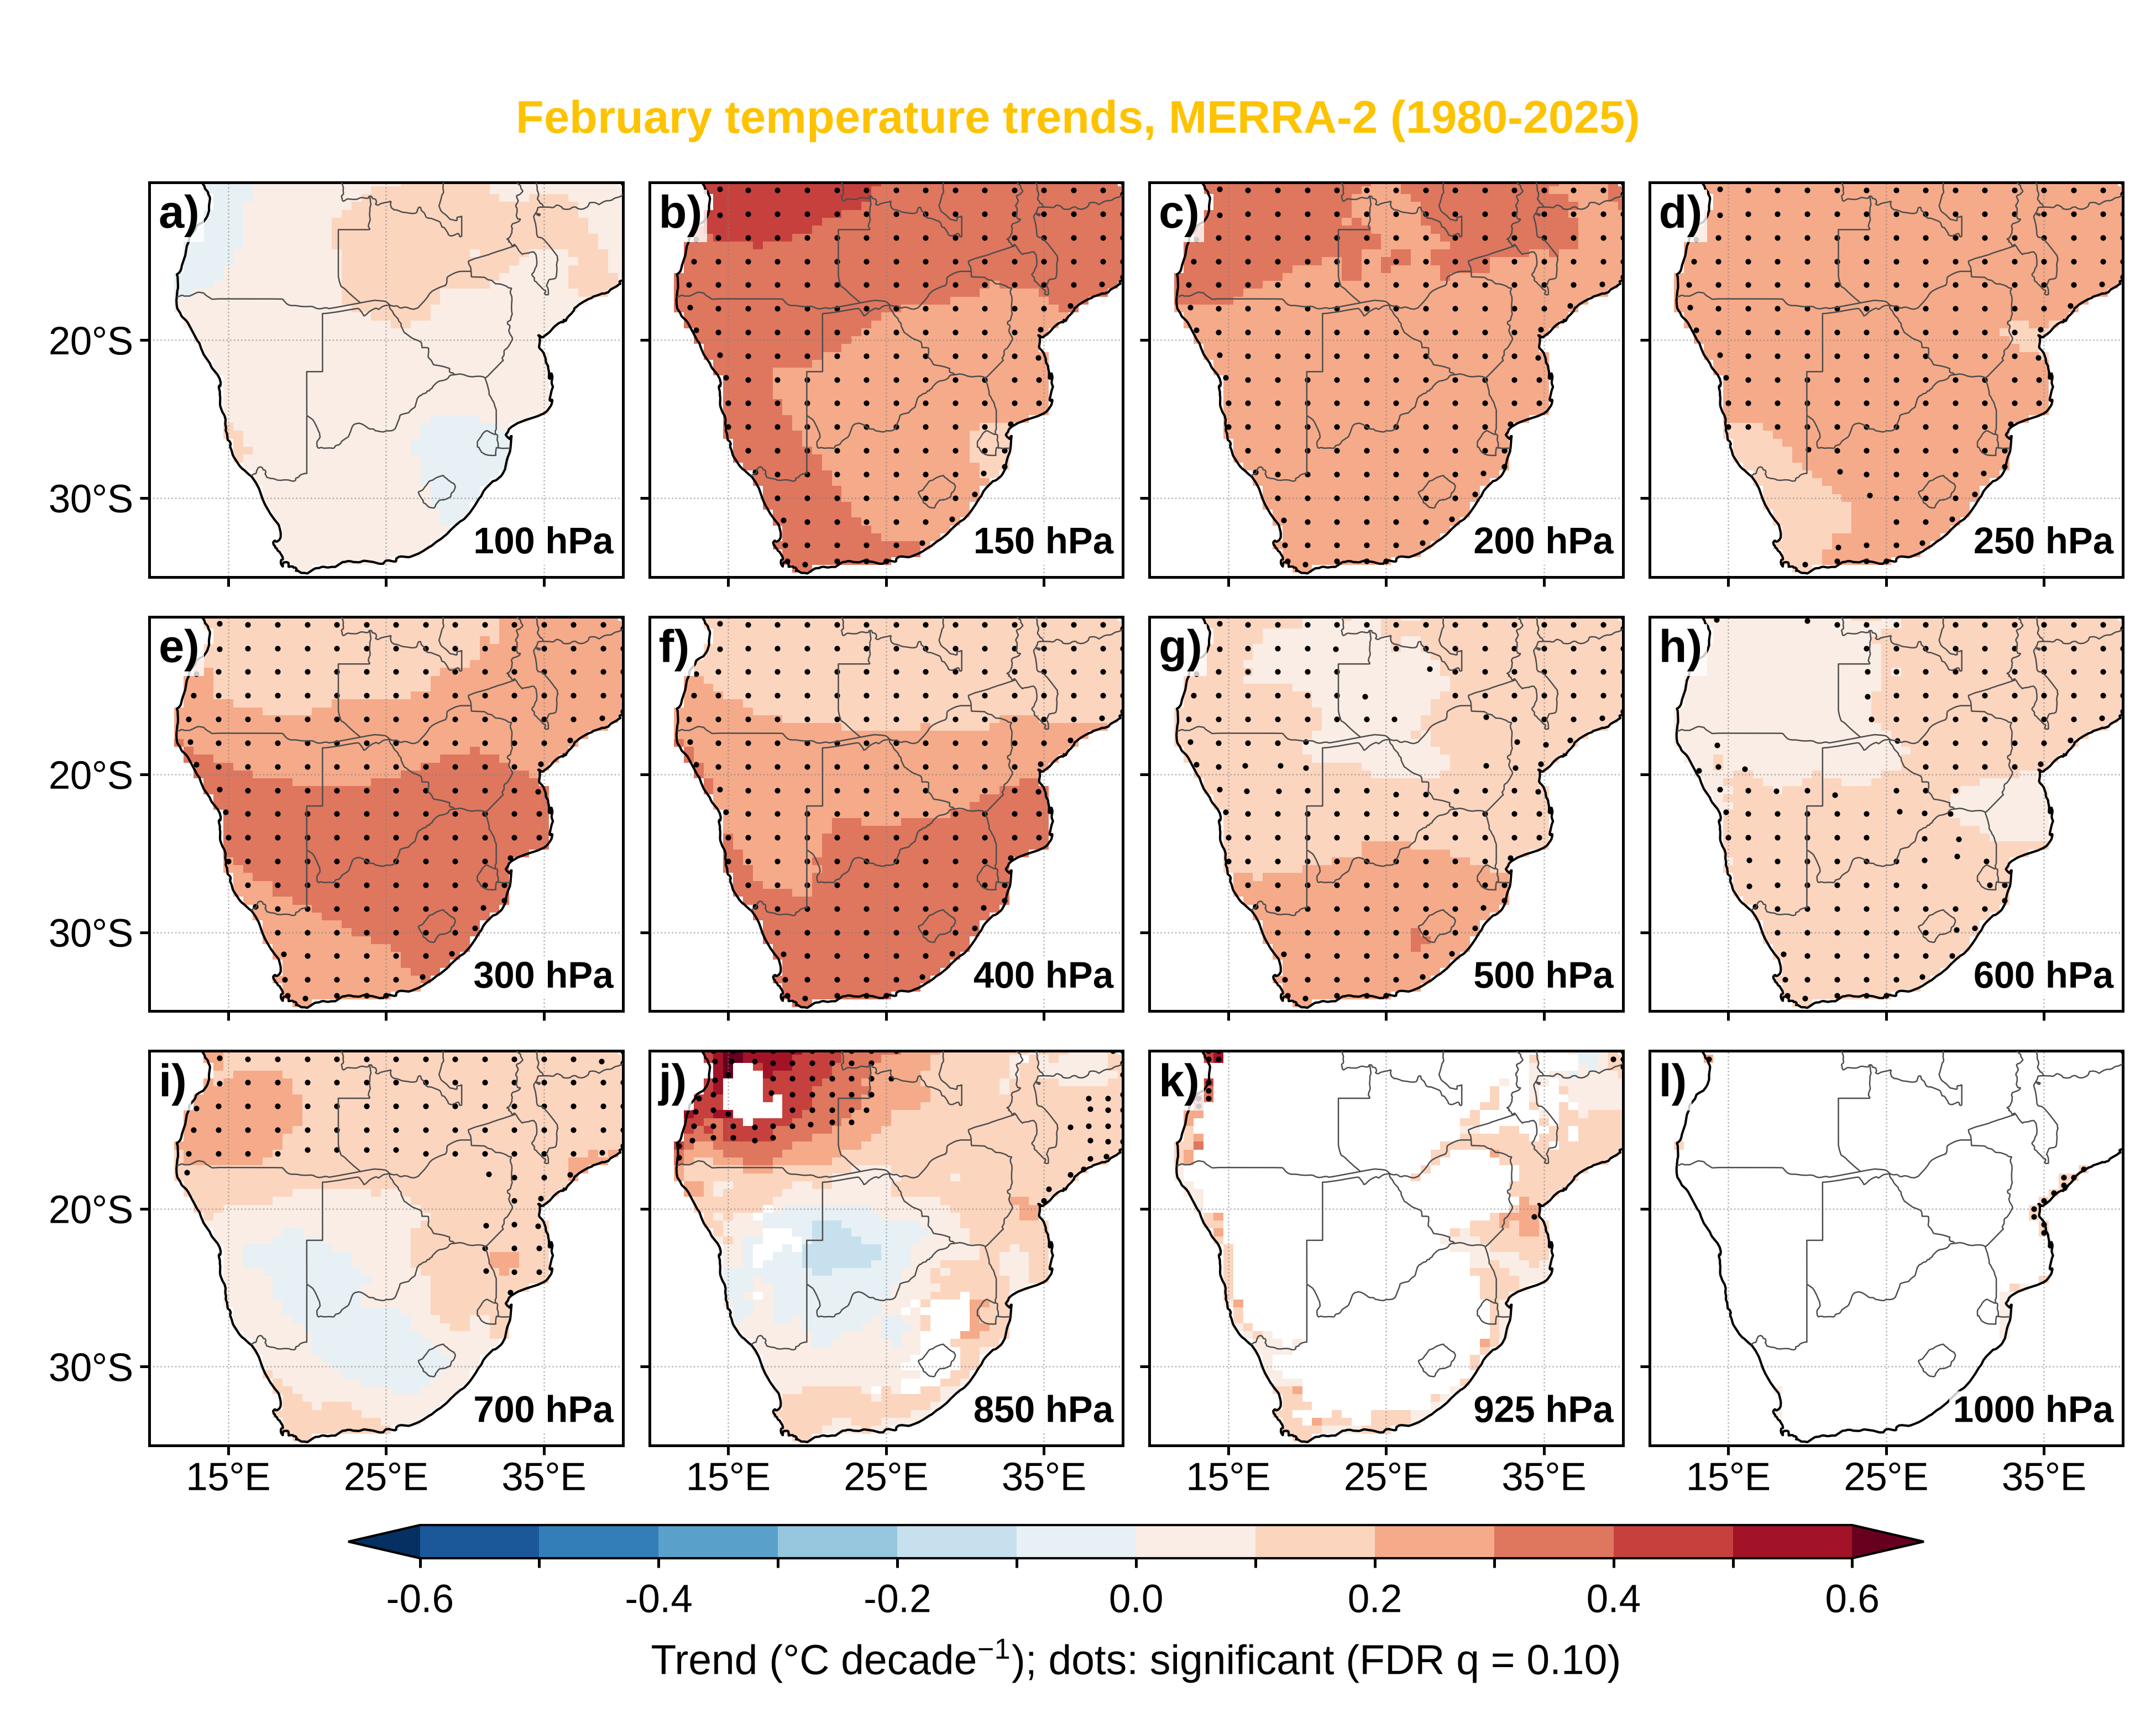 February temperature trends, MERRA-2 (1980-2025)
a) 100 hPa
b) 150 hPa
c) 200 hPa
d) 250 hPa
20°S
30°S
e) 300 hPa
f) 400 hPa
g) 500 hPa
h) 600 hPa
20°S
30°S
i) 700 hPa
j) 850 hPa
k) 925 hPa
l) 1000 hPa
20°S
30°S
15°E 25°E 35°E 15°E 25°E 35°E 15°E 25°E 35°E 15°E 25°E 35°E
-0.6 -0.4 -0.2 0.0 0.2 0.4 0.6
Trend (°C decade⁻¹); dots: significant (FDR q = 0.10)